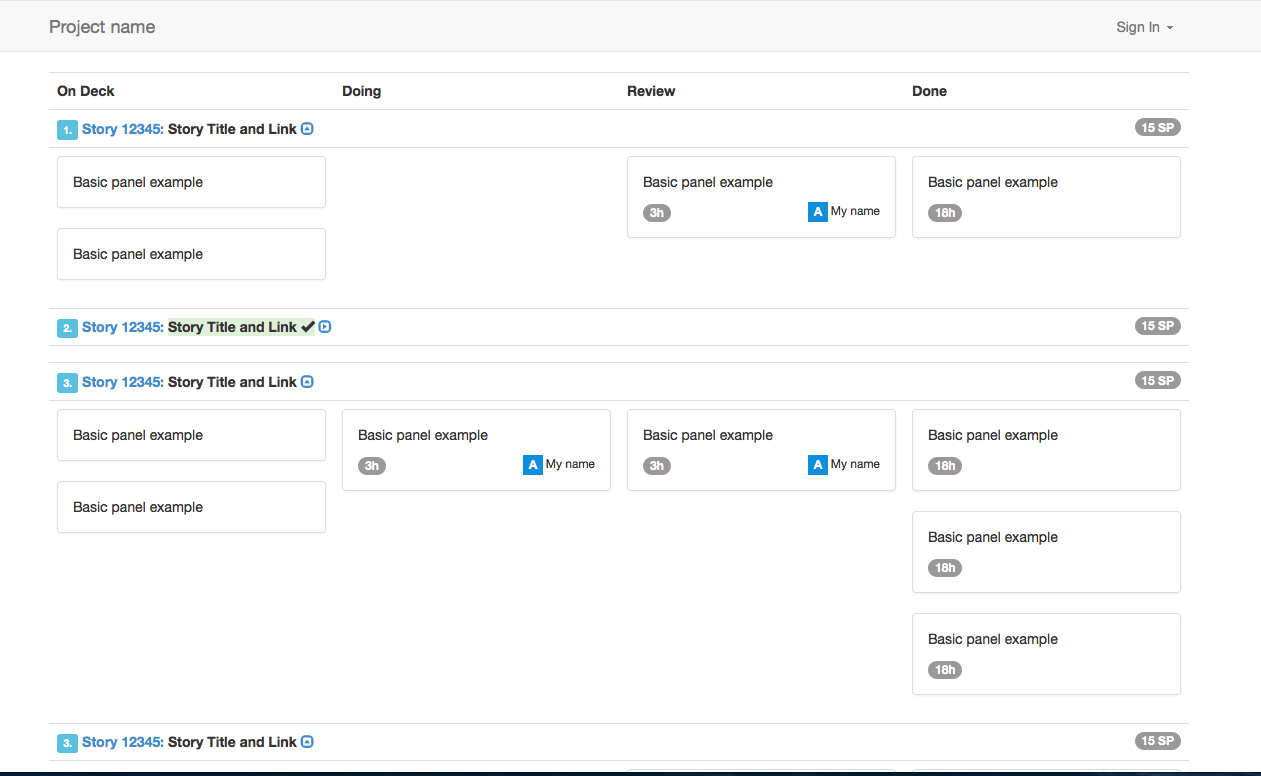 Project name Sign In
On Deck Doing Review Done
1. Story 12345: Story Title and Link 15 SP
Basic panel example Basic panel example Basic panel example
3h A My name 18h
Basic panel example
2. Story 12345: Story Title and Link 15 SP
3. Story 12345: Story Title and Link 15 SP
Basic panel example Basic panel example Basic panel example Basic panel example
3h A My name 3h A My name 18h
Basic panel example Basic panel example
18h
Basic panel example
18h
3. Story 12345: Story Title and Link 15 SP